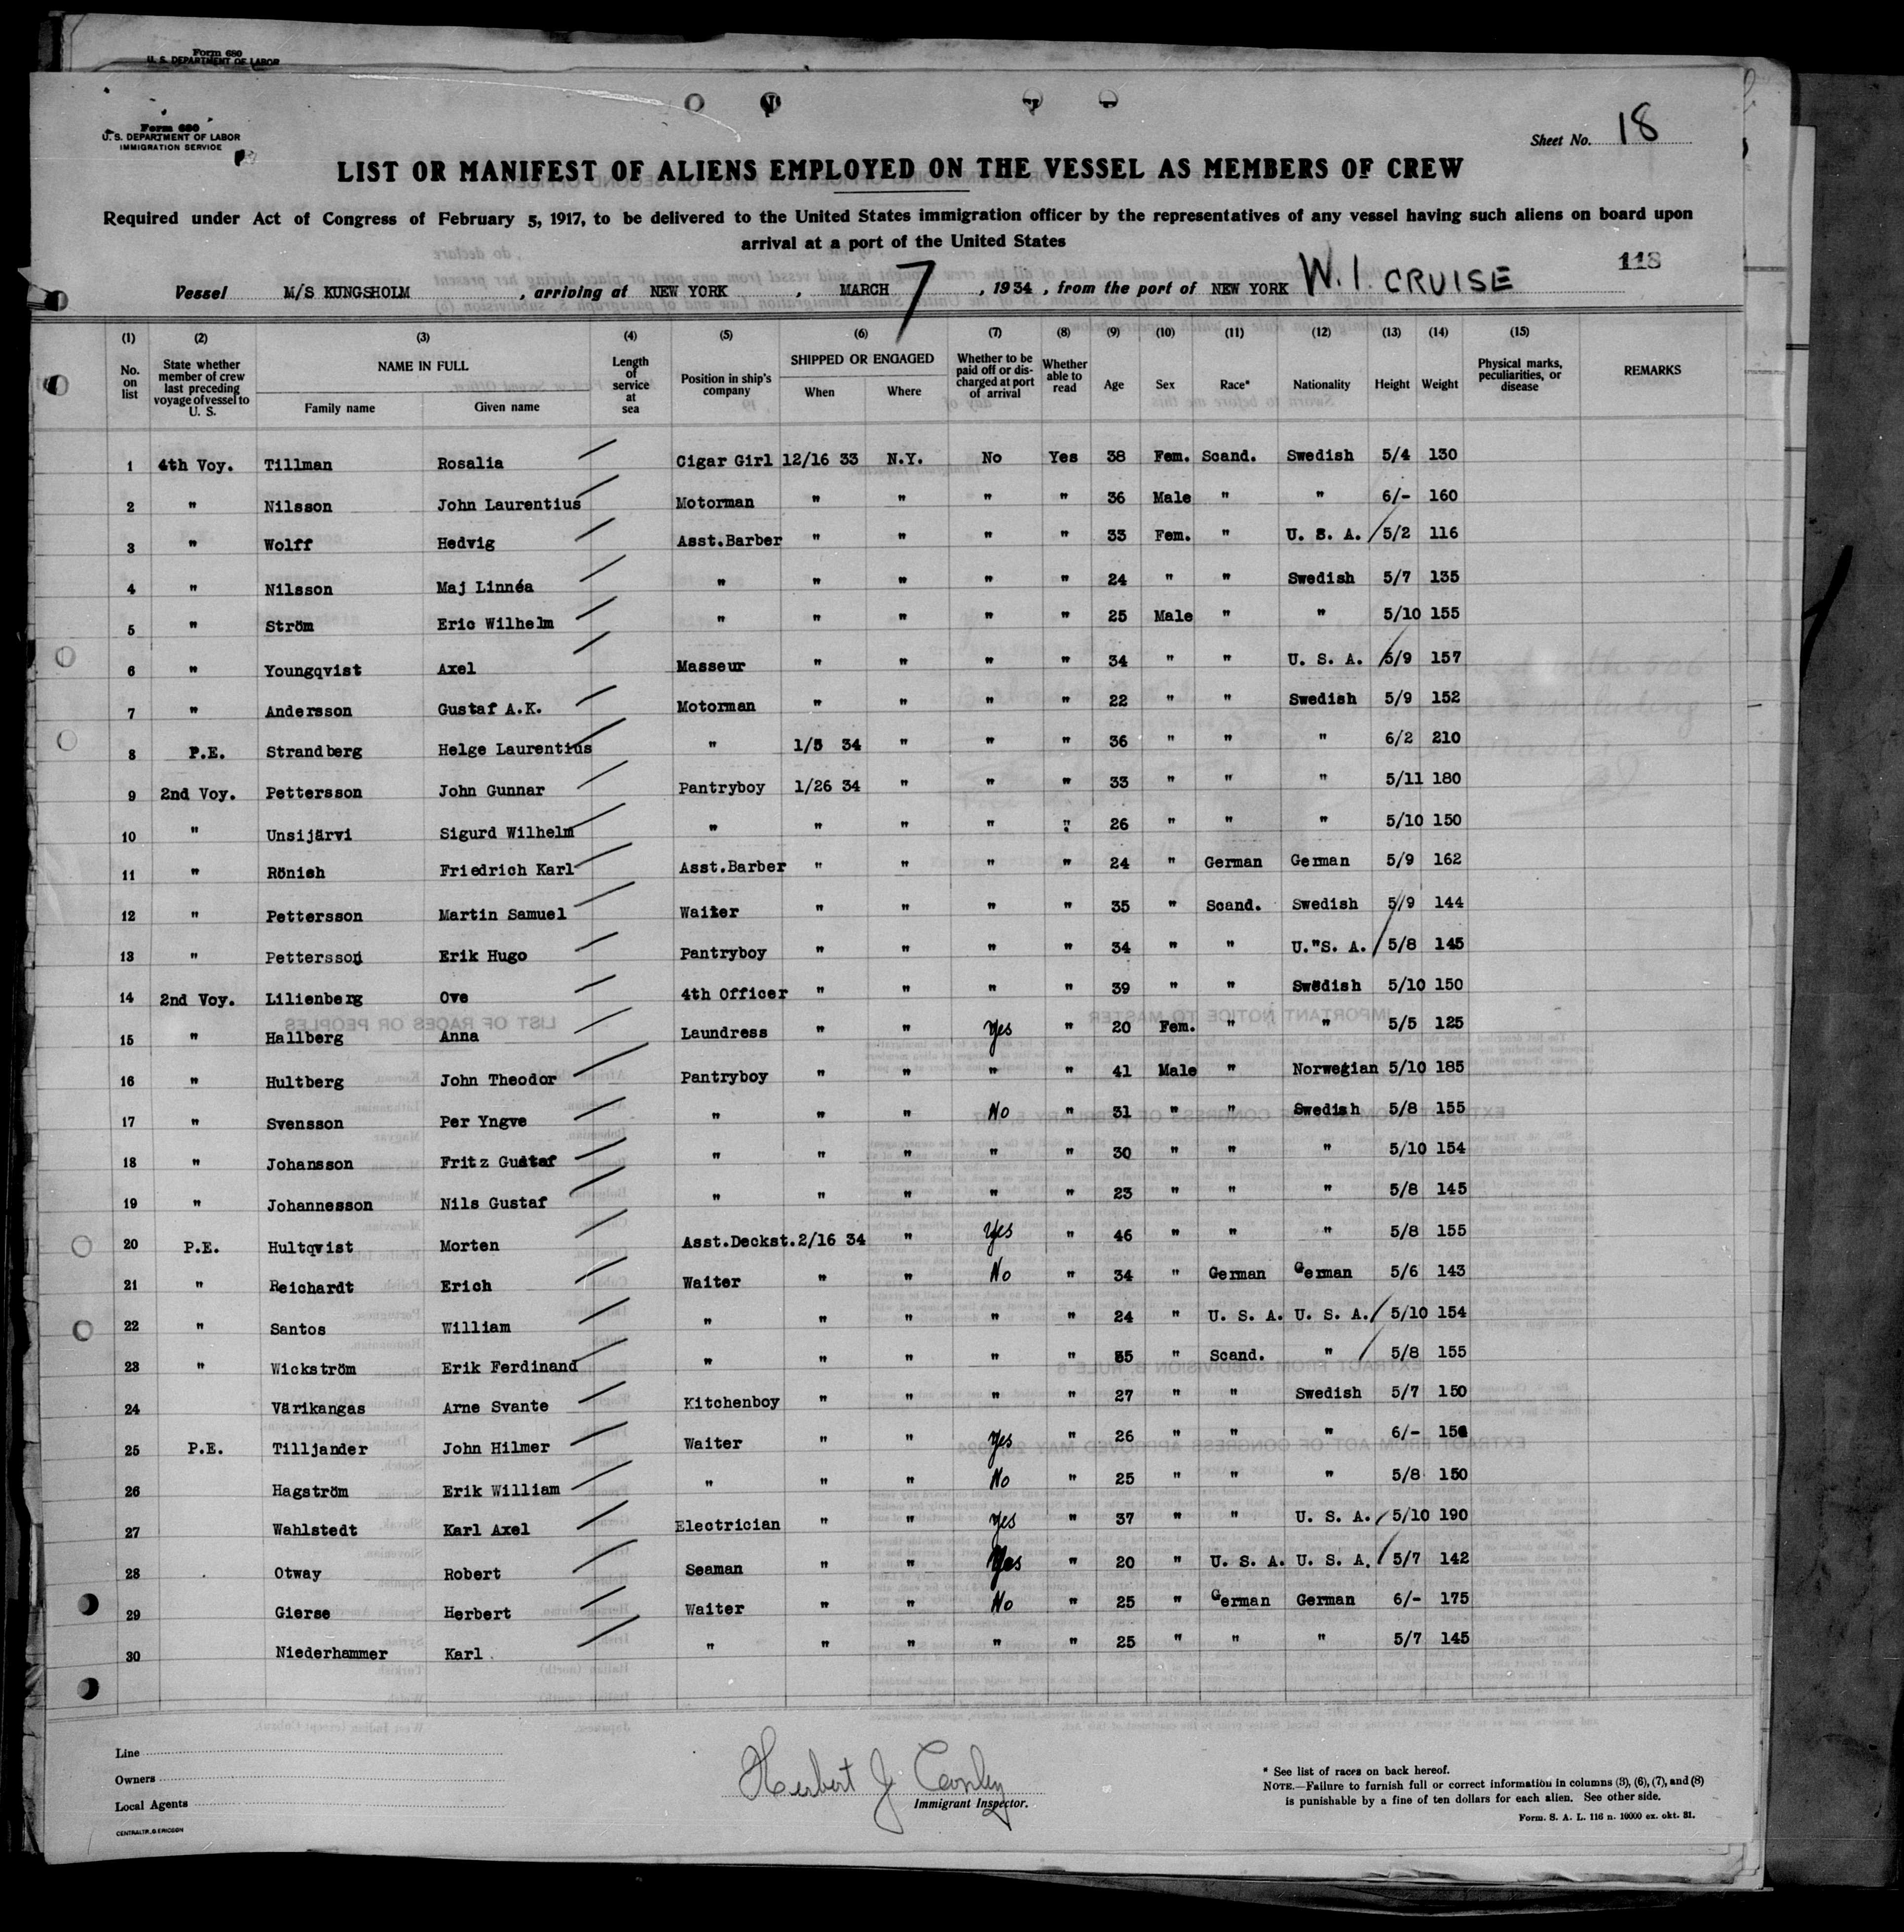 Form 680
U. S. DEPARTMENT OF LABOR
Form 680
U. S. DEPARTMENT OF LABOR
IMMIGRATION SERVICE
Sheet No. 18
LIST OR MANIFEST OF ALIENS EMPLOYED ON THE VESSEL AS MEMBERS OF CREW
Required under Act of Congress of February 5, 1917, to be delivered to the United States immigration officer by the representatives of any vessel having such aliens on board upon
arrival at a port of the United States
118
Vessel M/S KUNGSHOLM, arriving at NEW YORK, MARCH 7, 1934, from the port of NEW YORK W.I. CRUISE
(1) (2) (3) (4) (5) (6) (7) (8) (9) (10) (11) (12) (13) (14) (15)
No. on list State whether member of crew last preceding voyage of vessel to U. S. NAME IN FULL Family name Given name Length of service at sea Position in ship's company SHIPPED OR ENGAGED When Where Whether to be paid off or discharged at port of arrival Whether able to read Age Sex Race* Nationality Height Weight Physical marks, peculiarities, or disease REMARKS
1 4th Voy. Tillman Rosalia Cigar Girl 12/16 33 N.Y. No Yes 38 Fem. Scand. Swedish 5/4 130
2 " Nilsson John Laurentius Motorman " " " " 36 Male " " 6/- 160
3 " Wolff Hedvig Asst.Barber " " " " 33 Fem. " U. S. A. 5/2 116
4 " Nilsson Maj Linnéa " " " " " 24 " " Swedish 5/7 135
5 " Ström Eric Wilhelm " " " " " 25 Male " " 5/10 155
6 " Youngqvist Axel Masseur " " " " 34 " " U. S. A. 5/9 157
7 " Andersson Gustaf A.K. Motorman " " " " 22 " " Swedish 5/9 152
8 P.E. Strandberg Helge Laurentius " 1/5 34 " " " 36 " " " 6/2 210
9 2nd Voy. Pettersson John Gunnar Pantryboy 1/26 34 " " " 33 " " " 5/11 180
10 " Unsijärvi Sigurd Wilhelm " " " " " 26 " " " 5/10 150
11 " Rönish Friedrich Karl Asst.Barber " " " " 24 " German German 5/9 162
12 " Pettersson Martin Samuel Waiter " " " " 35 " Scand. Swedish 5/9 144
13 " Pettersson Erik Hugo Pantryboy " " " " 34 " " U."S. A. 5/8 145
14 2nd Voy. Lilienberg Ove 4th Officer " " " " 39 " " Swedish 5/10 150
15 " Hallberg Anna Laundress " " Yes " 20 Fem. " " 5/5 125
16 " Hultberg John Theodor Pantryboy " " " " 41 Male " Norwegian 5/10 185
17 " Svensson Per Yngve " " " No " 31 " " Swedish 5/8 155
18 " Johansson Fritz Gustaf " " " " " 30 " " " 5/10 154
19 " Johannesson Nils Gustaf " " " " " 23 " " " 5/8 145
20 P.E. Hultqvist Morten Asst.Deckst. 2/16 34 " Yes " 46 " " " 5/8 155
21 " Reichardt Erich Waiter " " No " 34 " German German 5/6 143
22 " Santos William " " " " " 24 " U. S. A. U. S. A. 5/10 154
23 " Wickström Erik Ferdinand " " " " " 35 " Scand. " 5/8 155
24 Värikangas Arne Svante Kitchenboy " " " " 27 " " Swedish 5/7 150
25 P.E. Tilljander John Hilmer Waiter " " Yes " 26 " " " 6/-
26 Hagström Erik William " " " No " 25 " " " 5/8 150
27 Wahlstedt Karl Axel Electrician " " Yes " 37 " " U. S. A. 5/10 190
28 Otway Robert Seaman " " Yes " 20 " U. S. A. U. S. A. 5/7 142
29 Gierse Herbert Waiter " " No " 25 " German German 6/- 175
30 Niederhammer Karl " " " " " 25 " " " 5/7 145
Line
Owners
Local Agents
CENTRALTR. G. ERICSON
Herbert J Conley
Immigrant Inspector.
* See list of races on back hereof.
NOTE.—Failure to furnish full or correct information in columns (3), (6), (7), and (8)
is punishable by a fine of ten dollars for each alien. See other side.
Form. S. A. L. 116 n. 10000 ex. okt. 31.